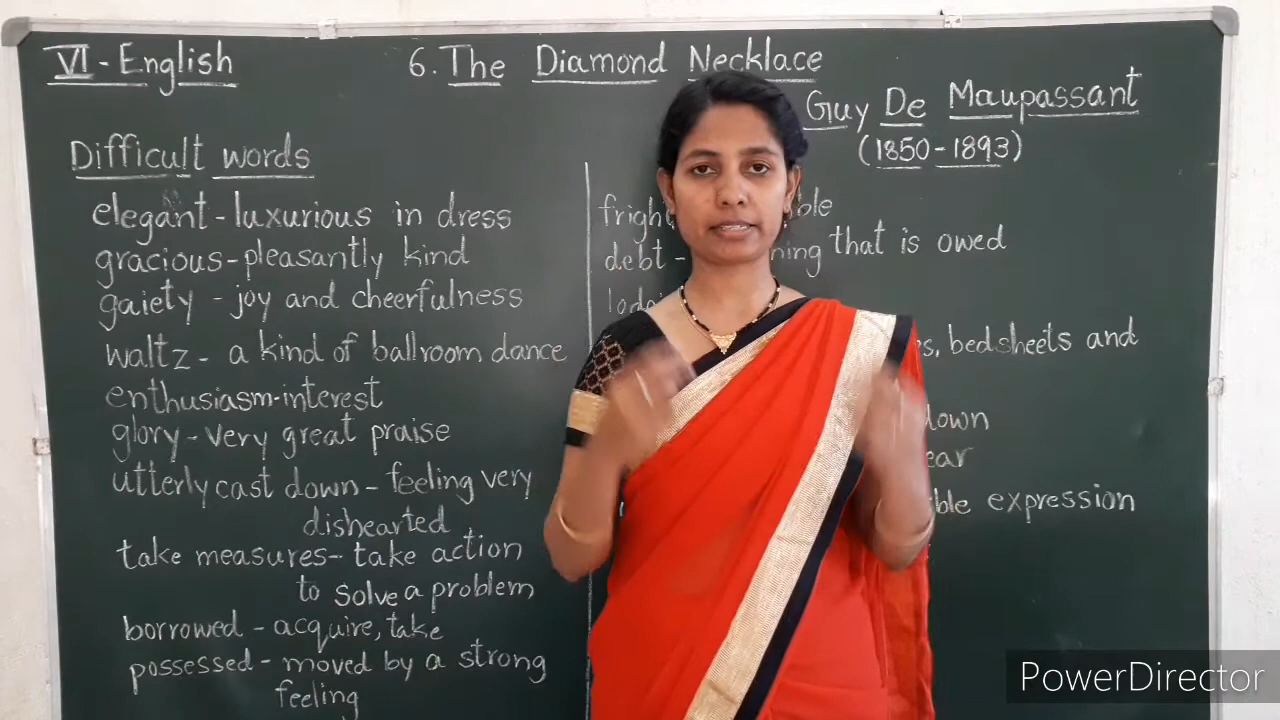 VI - English
6. The Diamond Necklace
Guy De Maupassant
(1850-1893)
Difficult words
elegant - luxurious in dress
gracious - pleasantly kind
gaiety - joy and cheerfulness
waltz - a kind of ballroom dance
enthusiasm - interest
glory - very great praise
utterly cast down - feeling very
dishearted
take measures - take action
to solve a problem
borrowed - acquire, take
possessed - moved by a strong
feeling
debt - that is owed
bedsheets and
down
expression
PowerDirector